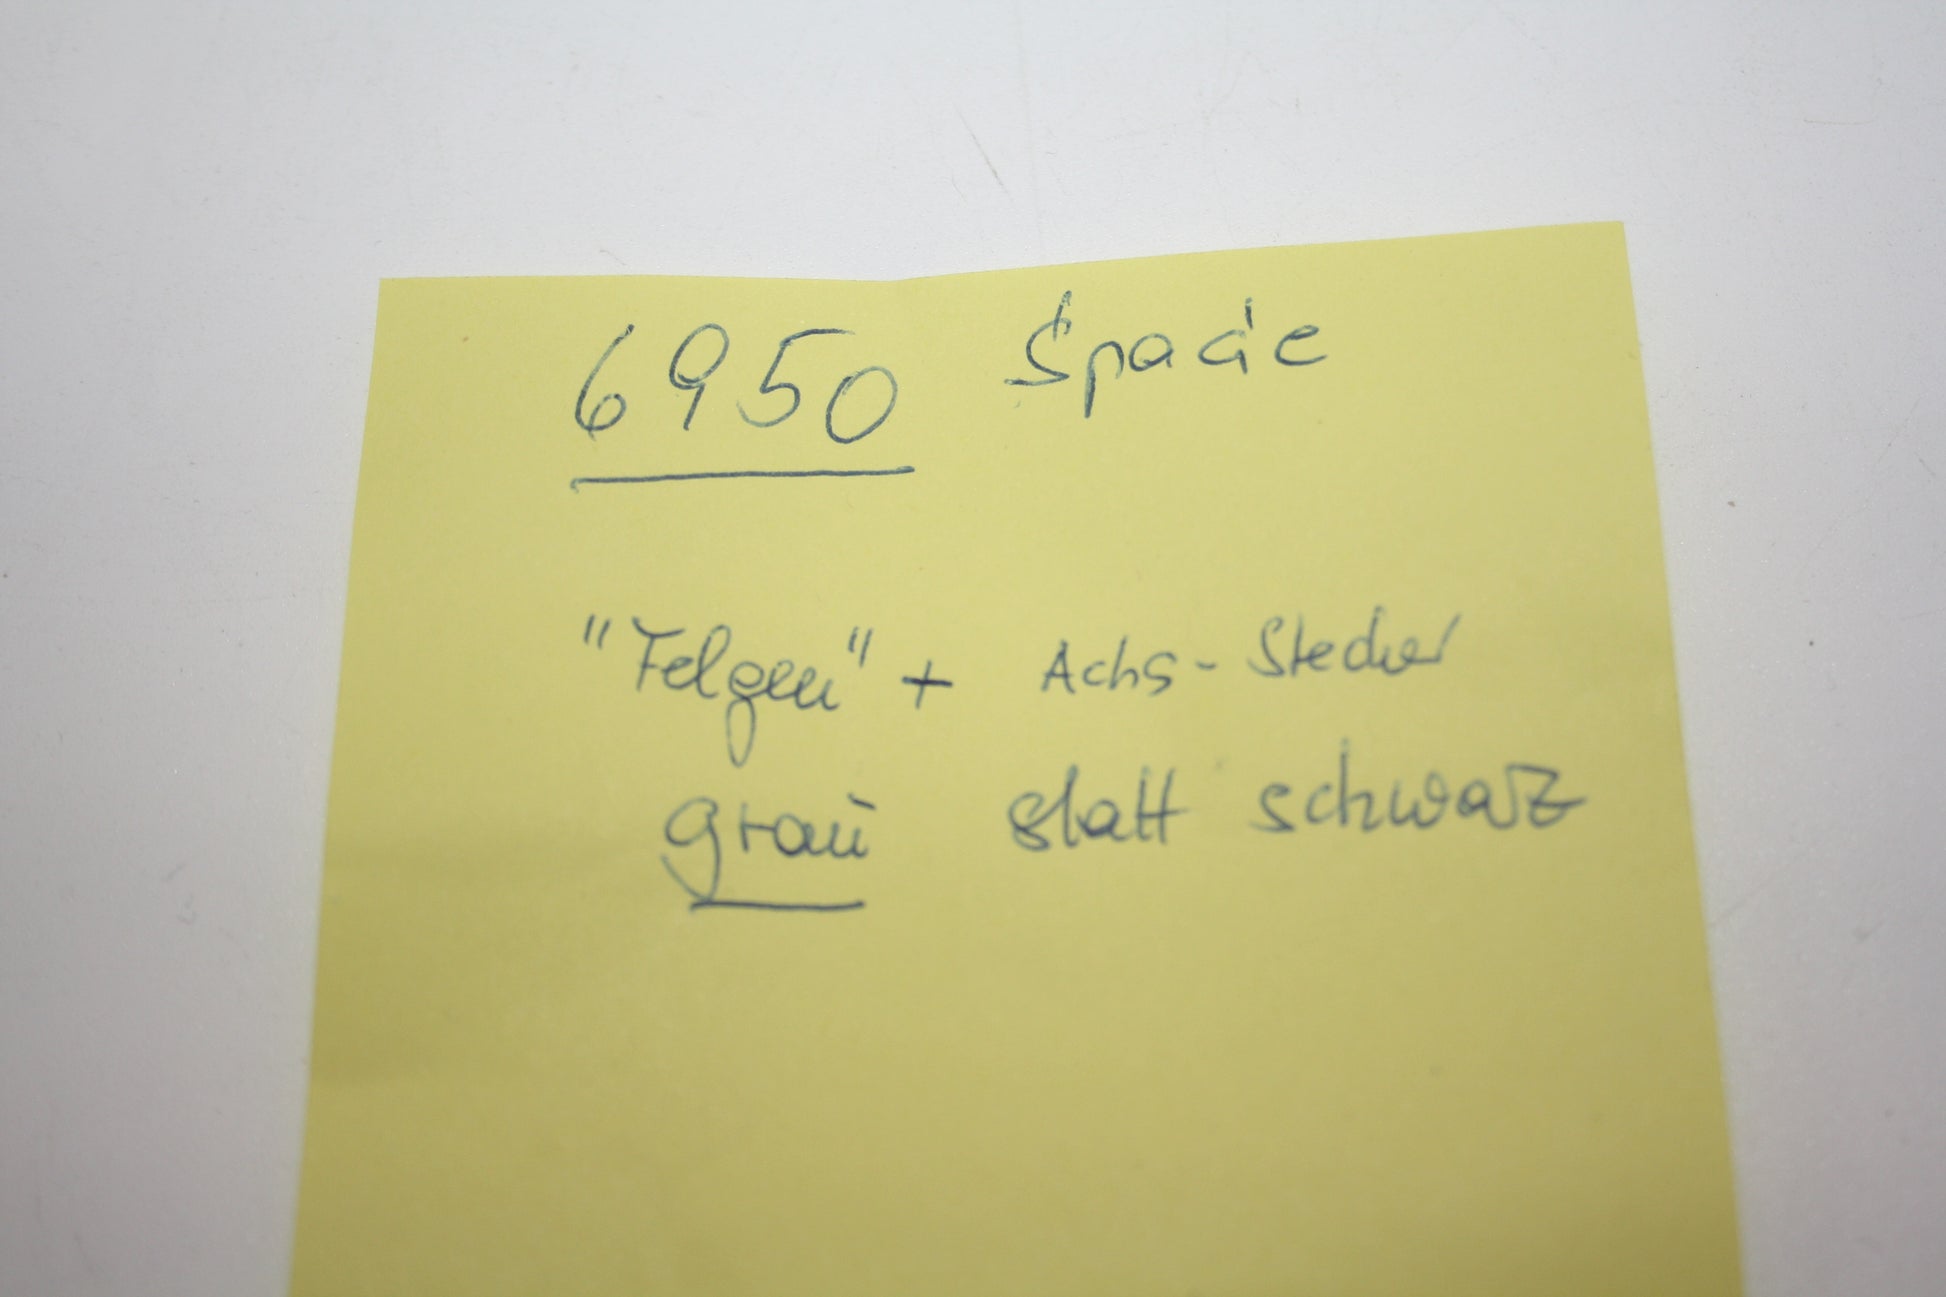 6950 Spacie
"Felgen" + Achs-Stecker
grau statt schwarz